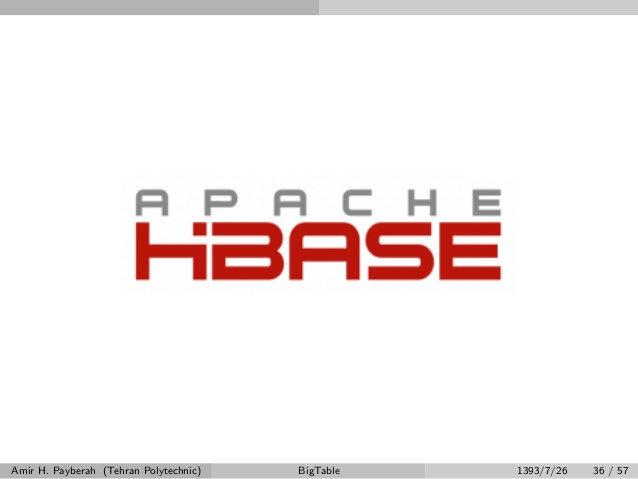 APACHE
HBASE
Amir H. Payberah (Tehran Polytechnic) BigTable 1393/7/26 36 / 57